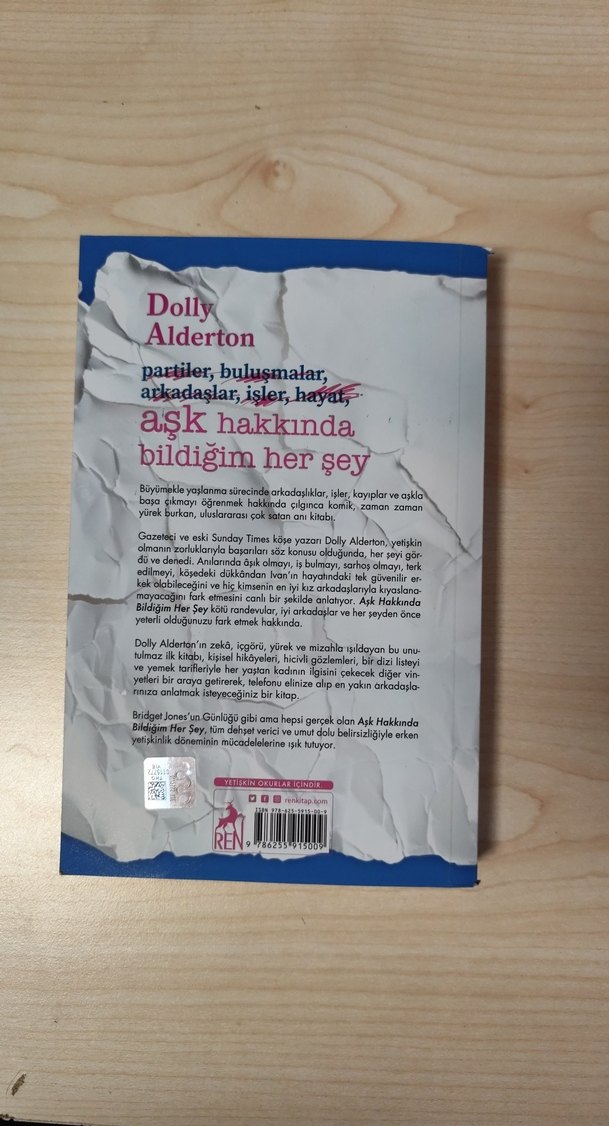 Dolly
Alderton
partiler, buluşmalar,
arkadaşlar, işler, hayat,
aşk hakkında
bildiğim her şey
Büyümekle yaşlanma sürecinde arkadaşlıklar, işler, kayıplar ve aşkla
başa çıkmayı öğrenmek hakkında çılgınca komik, zaman zaman
yürek burkan, uluslararası çok satan anı kitabı.
Gazeteci ve eski Sunday Times köşe yazarı Dolly Alderton, yetişkin
olmanın zorluklarıyla başarıları söz konusu olduğunda, her şeyi gör-
dü ve denedi. Anılarında âşık olmayı, iş bulmayı, sarhoş olmayı, terk
edilmeyi, köşedeki dükkândan Ivan'ın hayatındaki tek güvenilir er-
kek olabileceğini ve hiç kimsenin en iyi kız arkadaşlarıyla kıyaslana-
mayacağını fark etmesini canlı bir şekilde anlatıyor. Aşk Hakkında
Bildiğim Her Şey kötü randevular, iyi arkadaşlar ve her şeyden önce
yeterli olduğunuzu fark etmek hakkında.
Dolly Alderton'ın zekâ, içgörü, yürek ve mizahla ışıldayan bu unu-
tulmaz ilk kitabı, kişisel hikâyeleri, hicivli gözlemleri, bir dizi listeyi
ve yemek tarifleriyle her yaştan kadının ilgisini çekecek diğer vin-
yetleri bir araya getirerek, telefonu elinize alıp en yakın arkadaşla-
rınıza anlatmak isteyeceğiniz bir kitap.
Bridget Jones'un Günlüğü gibi ama hepsi gerçek olan Aşk Hakkında
Bildiğim Her Şey, tüm dehşet verici ve umut dolu belirsizliğiyle erken
yetişkinlik döneminin mücadelelerine ışık tutuyor.
YETİŞKİN OKURLAR İÇİNDİR.
renkitap.com
ISBN 978-625-5915-00-9
REN
9 786255 915009